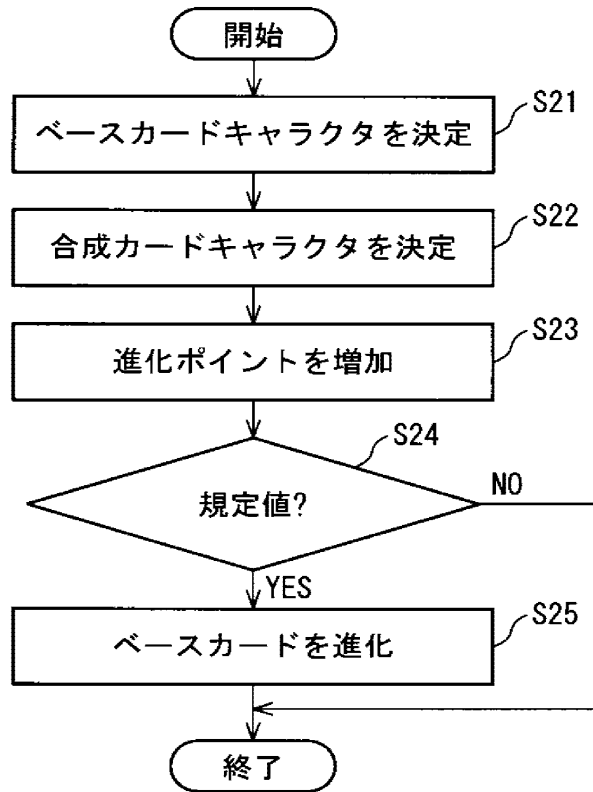 開始
S21
ベースカードキャラクタを決定
S22
合成カードキャラクタを決定
S23
進化ポイントを増加
S24
規定値?
NO
YES
S25
ベースカードを進化
終了